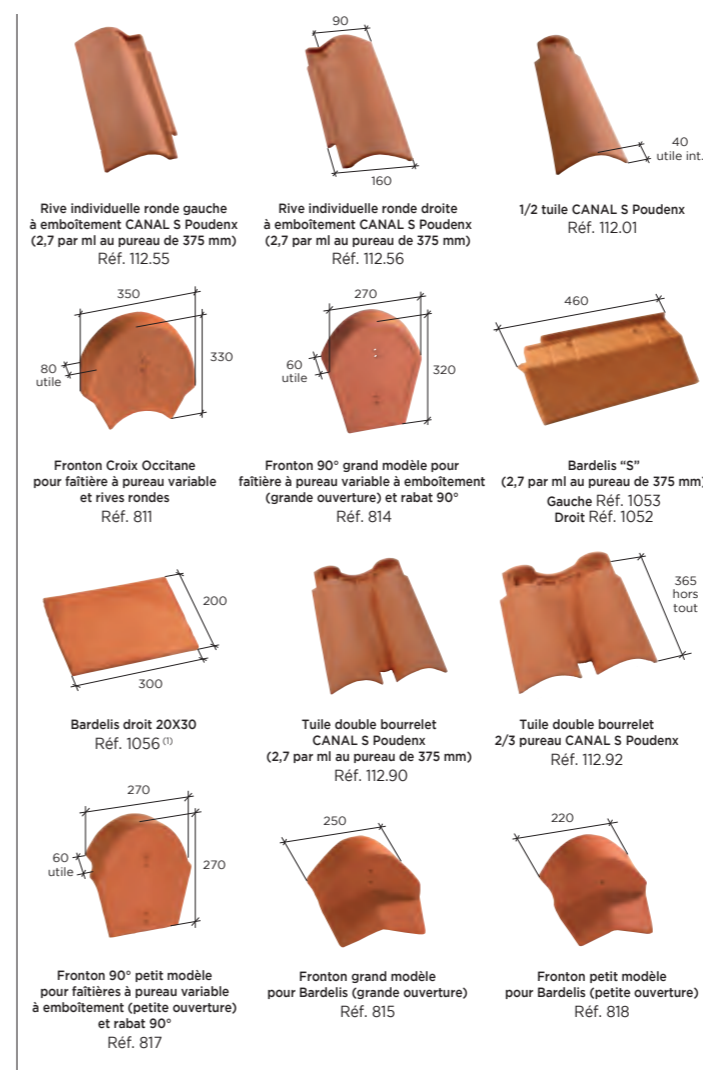 90
160
40
utile int.
Rive individuelle ronde gauche
à emboîtement CANAL S Poudenx
(2,7 par ml au pureau de 375 mm)
Réf. 112.55
Rive individuelle ronde droite
à emboîtement CANAL S Poudenx
(2,7 par ml au pureau de 375 mm)
Réf. 112.56
1/2 tuile CANAL S Poudenx
Réf. 112.01
350
80
utile
330
270
60
utile
320
460
Fronton Croix Occitane
pour faîtière à pureau variable
et rives rondes
Réf. 811
Fronton 90° grand modèle pour
faîtière à pureau variable à emboîtement
(grande ouverture) et rabat 90°
Réf. 814
Bardelis “S”
(2,7 par ml au pureau de 375 mm)
Gauche Réf. 1053
Droit Réf. 1052
200
300
365
hors
tout
Bardelis droit 20X30
Réf. 1056 (1)
Tuile double bourrelet
CANAL S Poudenx
(2,7 par ml au pureau de 375 mm)
Réf. 112.90
Tuile double bourrelet
2/3 pureau CANAL S Poudenx
Réf. 112.92
270
60
utile
270
250
220
Fronton 90° petit modèle
pour faîtières à pureau variable
à emboîtement (petite ouverture)
et rabat 90°
Réf. 817
Fronton grand modèle
pour Bardelis (grande ouverture)
Réf. 815
Fronton petit modèle
pour Bardelis (petite ouverture)
Réf. 818